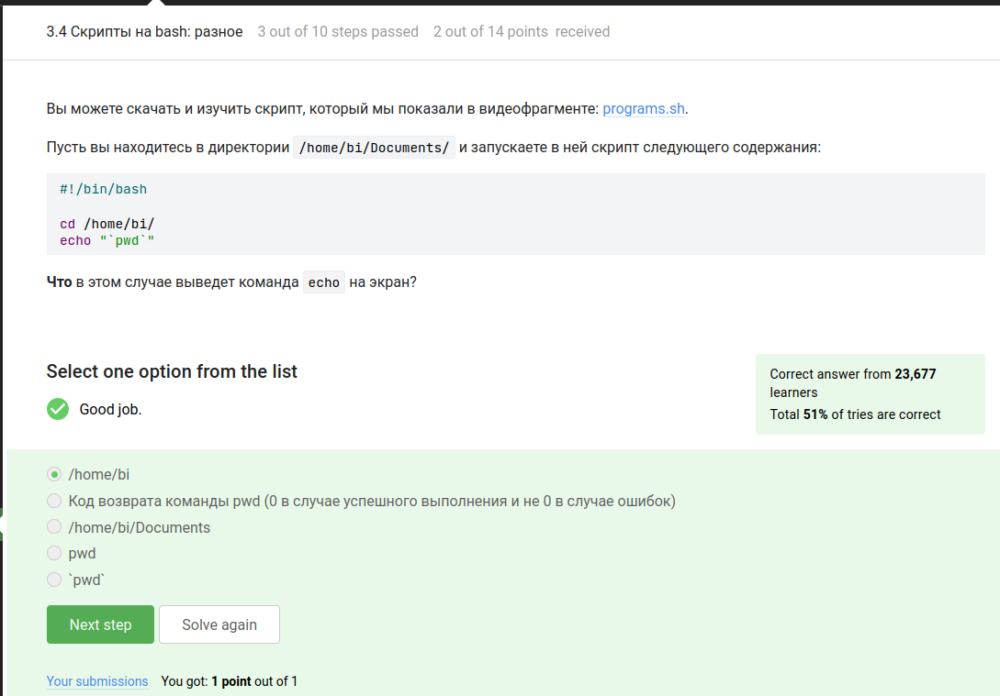 3.4 Скрипты на bash: разное 3 out of 10 steps passed 2 out of 14 points received
Вы можете скачать и изучить скрипт, который мы показали в видеофрагменте: programs.sh.
Пусть вы находитесь в директории /home/bi/Documents/ и запускаете в ней скрипт следующего содержания:
#!/bin/bash
cd /home/bi/
echo "`pwd`"
Что в этом случае выведет команда echo на экран?
Select one option from the list
Good job.
Correct answer from 23,677
learners
Total 51% of tries are correct
/home/bi
Код возврата команды pwd (0 в случае успешного выполнения и не 0 в случае ошибок)
/home/bi/Documents
pwd
`pwd`
Next step Solve again
Your submissions You got: 1 point out of 1